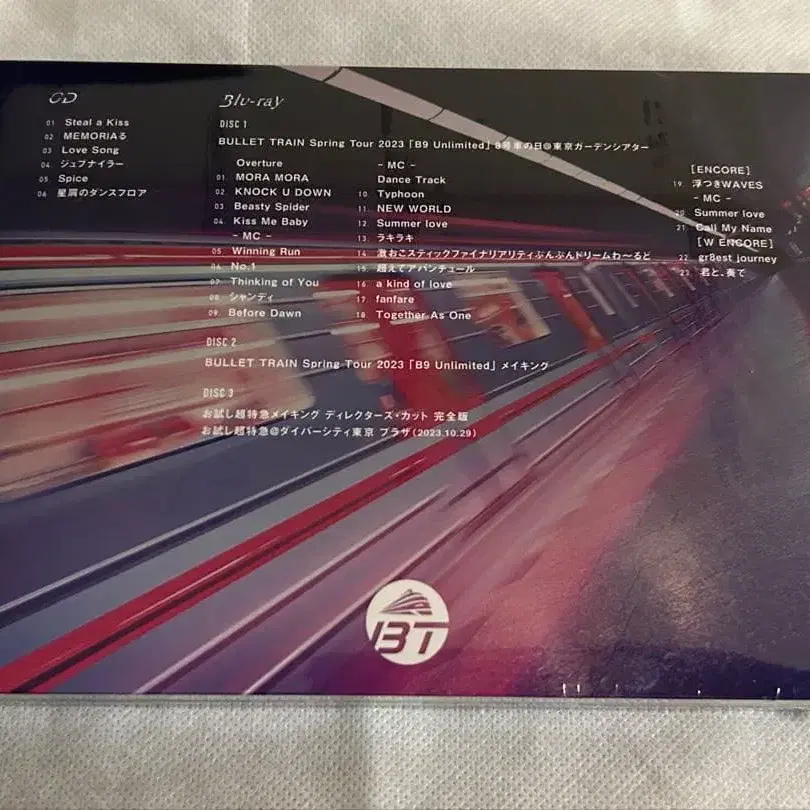 CD
01 Steal a Kiss
02 MEMORIAる
03 Love Song
04 ジュブナイラー
05 Spice
06 星屑のダンスフロア
Blu-ray
DISC 1
BULLET TRAIN Spring Tour 2023「B9 Unlimited」8号車の日@東京ガーデンシアター
Overture
01. MORA MORA
02. KNOCK U DOWN
03. Beasty Spider
04. Kiss Me Baby
- MC -
05. Winning Run
06. No.1
07. Thinking of You
08. シャンディ
09. Before Dawn
- MC -
Dance Track
10. Typhoon
11. NEW WORLD
12. Summer love
13. ラキラキ
14. 激おこスティックファイナリアリティぷんぷんドリームわ〜るど
15. 超えてアバンチュール
16. a kind of love
17. fanfare
18. Together As One
[ENCORE]
19. 浮つきWAVES
- MC -
20. Summer love
21. Call My Name
[W ENCORE]
22. gr8est journey
23. 君と、奏で
DISC 2
BULLET TRAIN Spring Tour 2023「B9 Unlimited」メイキング
DISC 3
お試し超特急メイキング ディレクターズ・カット 完全版
お試し超特急@ダイバーシティ東京 プラザ(2023.10.29)
BT